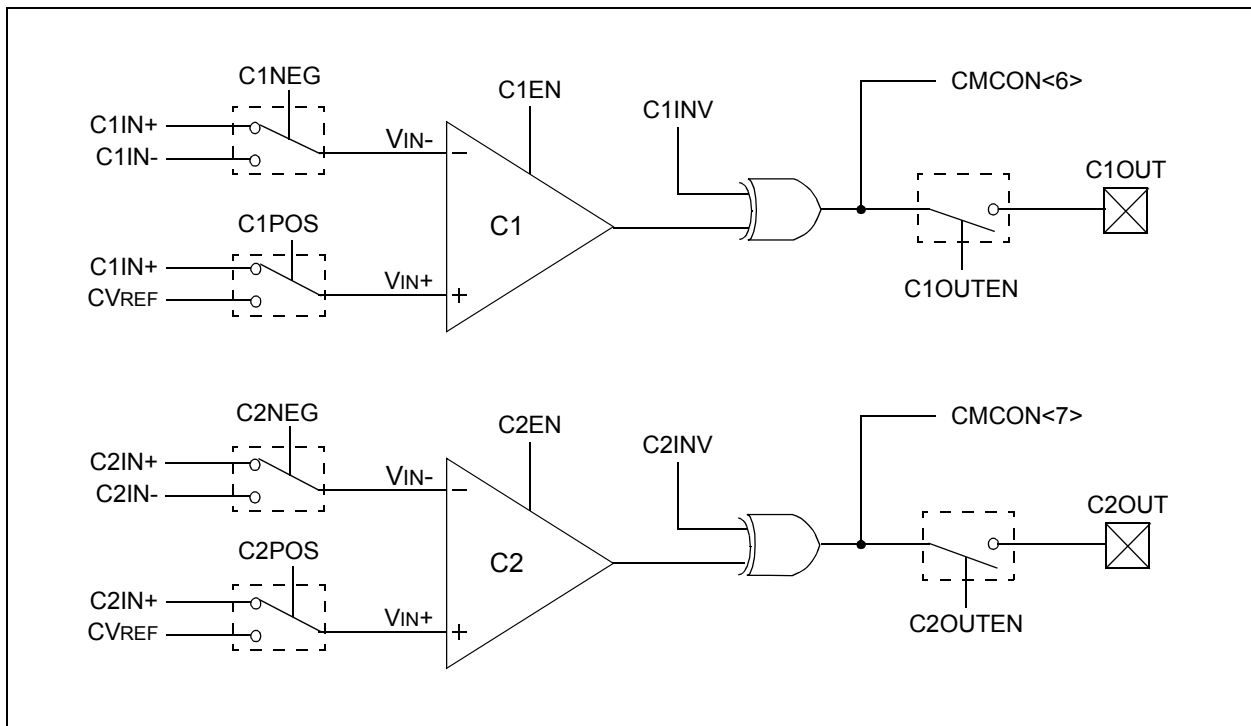 C1NEG
C1EN
C1INV
CMCON<6>
C1IN+
C1IN-
VIN-
–
C1OUT
C1POS
C1
C1IN+
CVREF
VIN+
+
C1OUTEN
C2NEG
C2EN
C2INV
CMCON<7>
C2IN+
C2IN-
VIN-
–
C2OUT
C2POS
C2
C2IN+
CVREF
VIN+
+
C2OUTEN